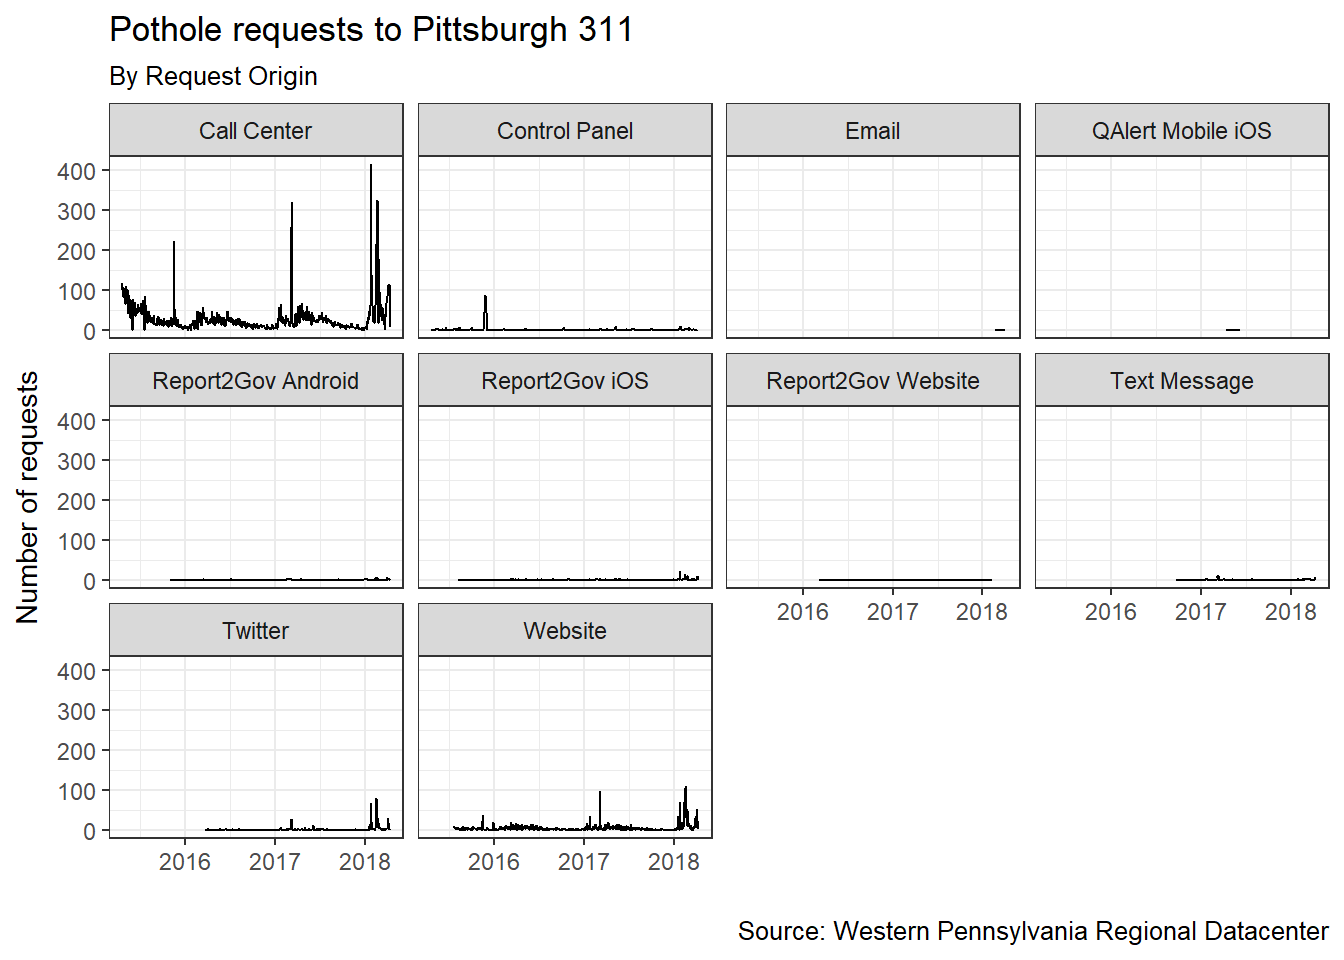 Pothole requests to Pittsburgh 311
By Request Origin
Call Center
Control Panel
Email
QAlert Mobile iOS
400
300
200
100
0
Report2Gov Android
Report2Gov iOS
Report2Gov Website
Text Message
400
300
200
100
0
2016 2017 2018
2016 2017 2018
Twitter
Website
400
300
200
100
0
2016 2017 2018
2016 2017 2018
Number of requests
Source: Western Pennsylvania Regional Datacenter